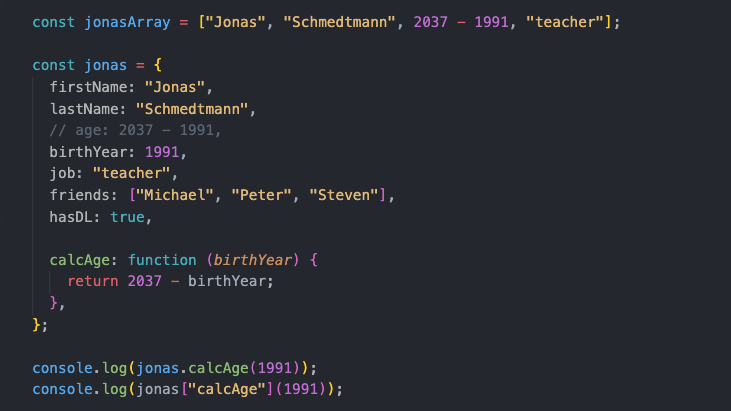 const jonasArray = ["Jonas", "Schmedtmann", 2037 - 1991, "teacher"];
const jonas = {
firstName: "Jonas",
lastName: "Schmedtmann",
// age: 2037 - 1991,
birthYear: 1991,
job: "teacher",
friends: ["Michael", "Peter", "Steven"],
hasDL: true,
calcAge: function (birthYear) {
return 2037 - birthYear;
},
};
console.log(jonas.calcAge(1991));
console.log(jonas["calcAge"](1991));